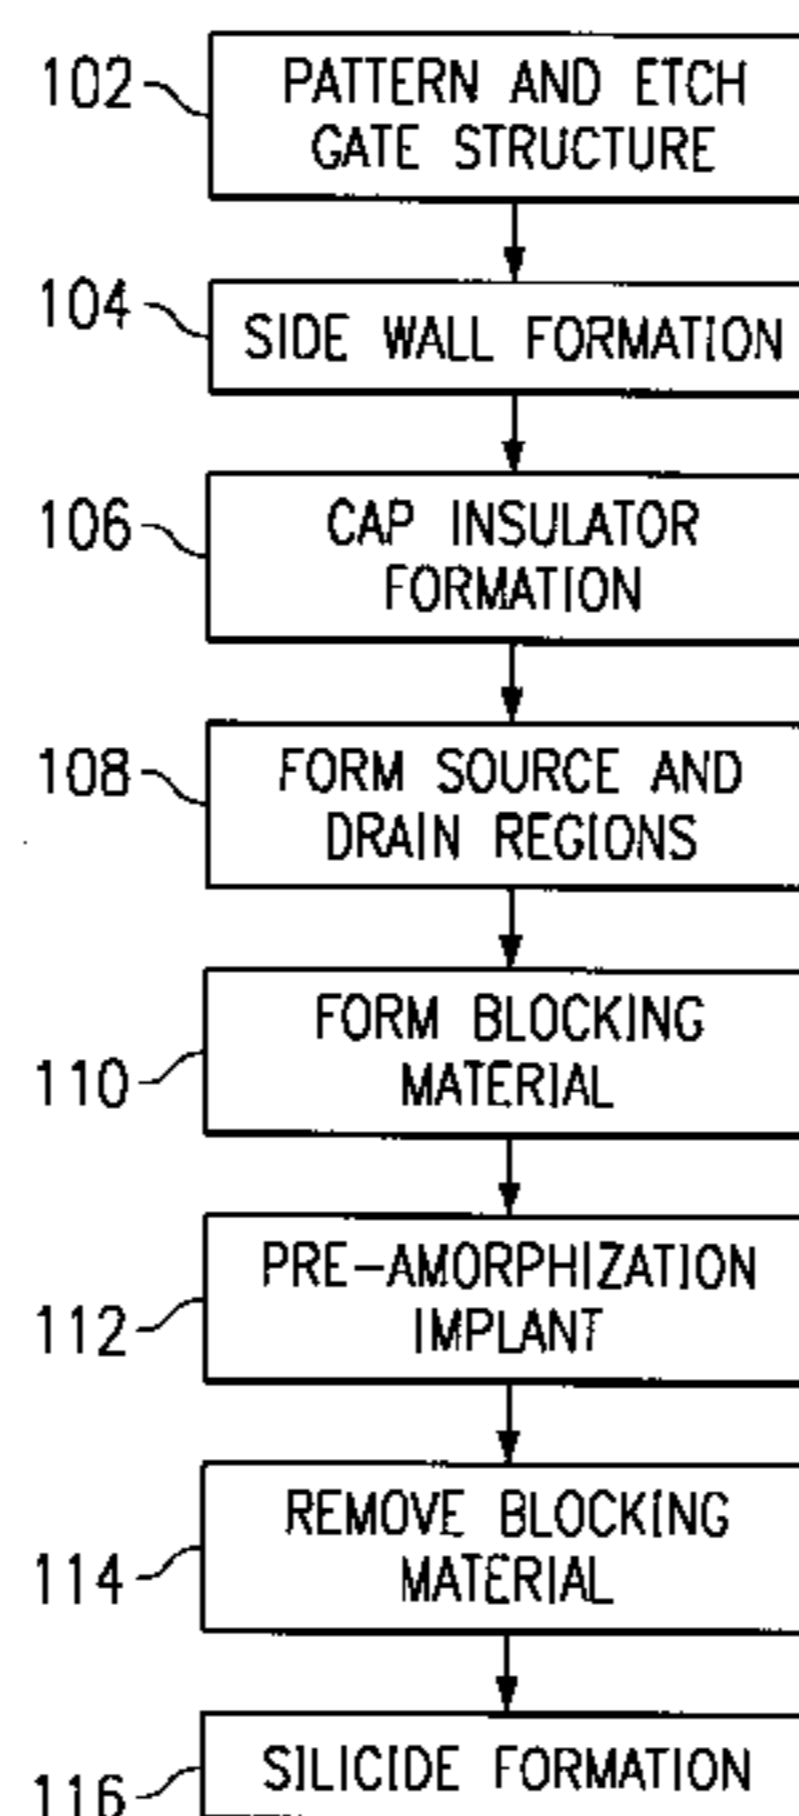 102
PATTERN AND ETCH
GATE STRUCTURE
104
SIDE WALL FORMATION
106
CAP INSULATOR
FORMATION
108
FORM SOURCE AND
DRAIN REGIONS
110
FORM BLOCKING
MATERIAL
112
PRE-AMORPHIZATION
IMPLANT
114
REMOVE BLOCKING
MATERIAL
116
SILICIDE FORMATION